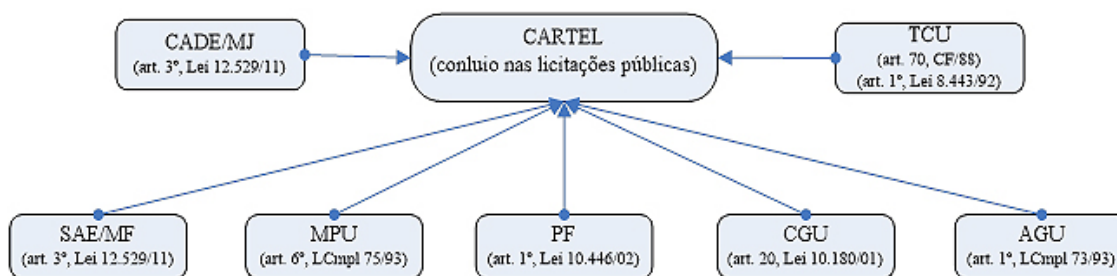 CADE/MJ
(art. 3º, Lei 12.529/11)
CARTEL
(conluio nas licitações públicas)
TCU
(art. 70, CF/88)
(art. 1º, Lei 8.443/92)
SAE/MF
(art. 3º, Lei 12.529/11)
MPU
(art. 6º, LCmpl 75/93)
PF
(art. 1º, Lei 10.446/02)
CGU
(art. 20, Lei 10.180/01)
AGU
(art. 1º, LCmpl 73/93)